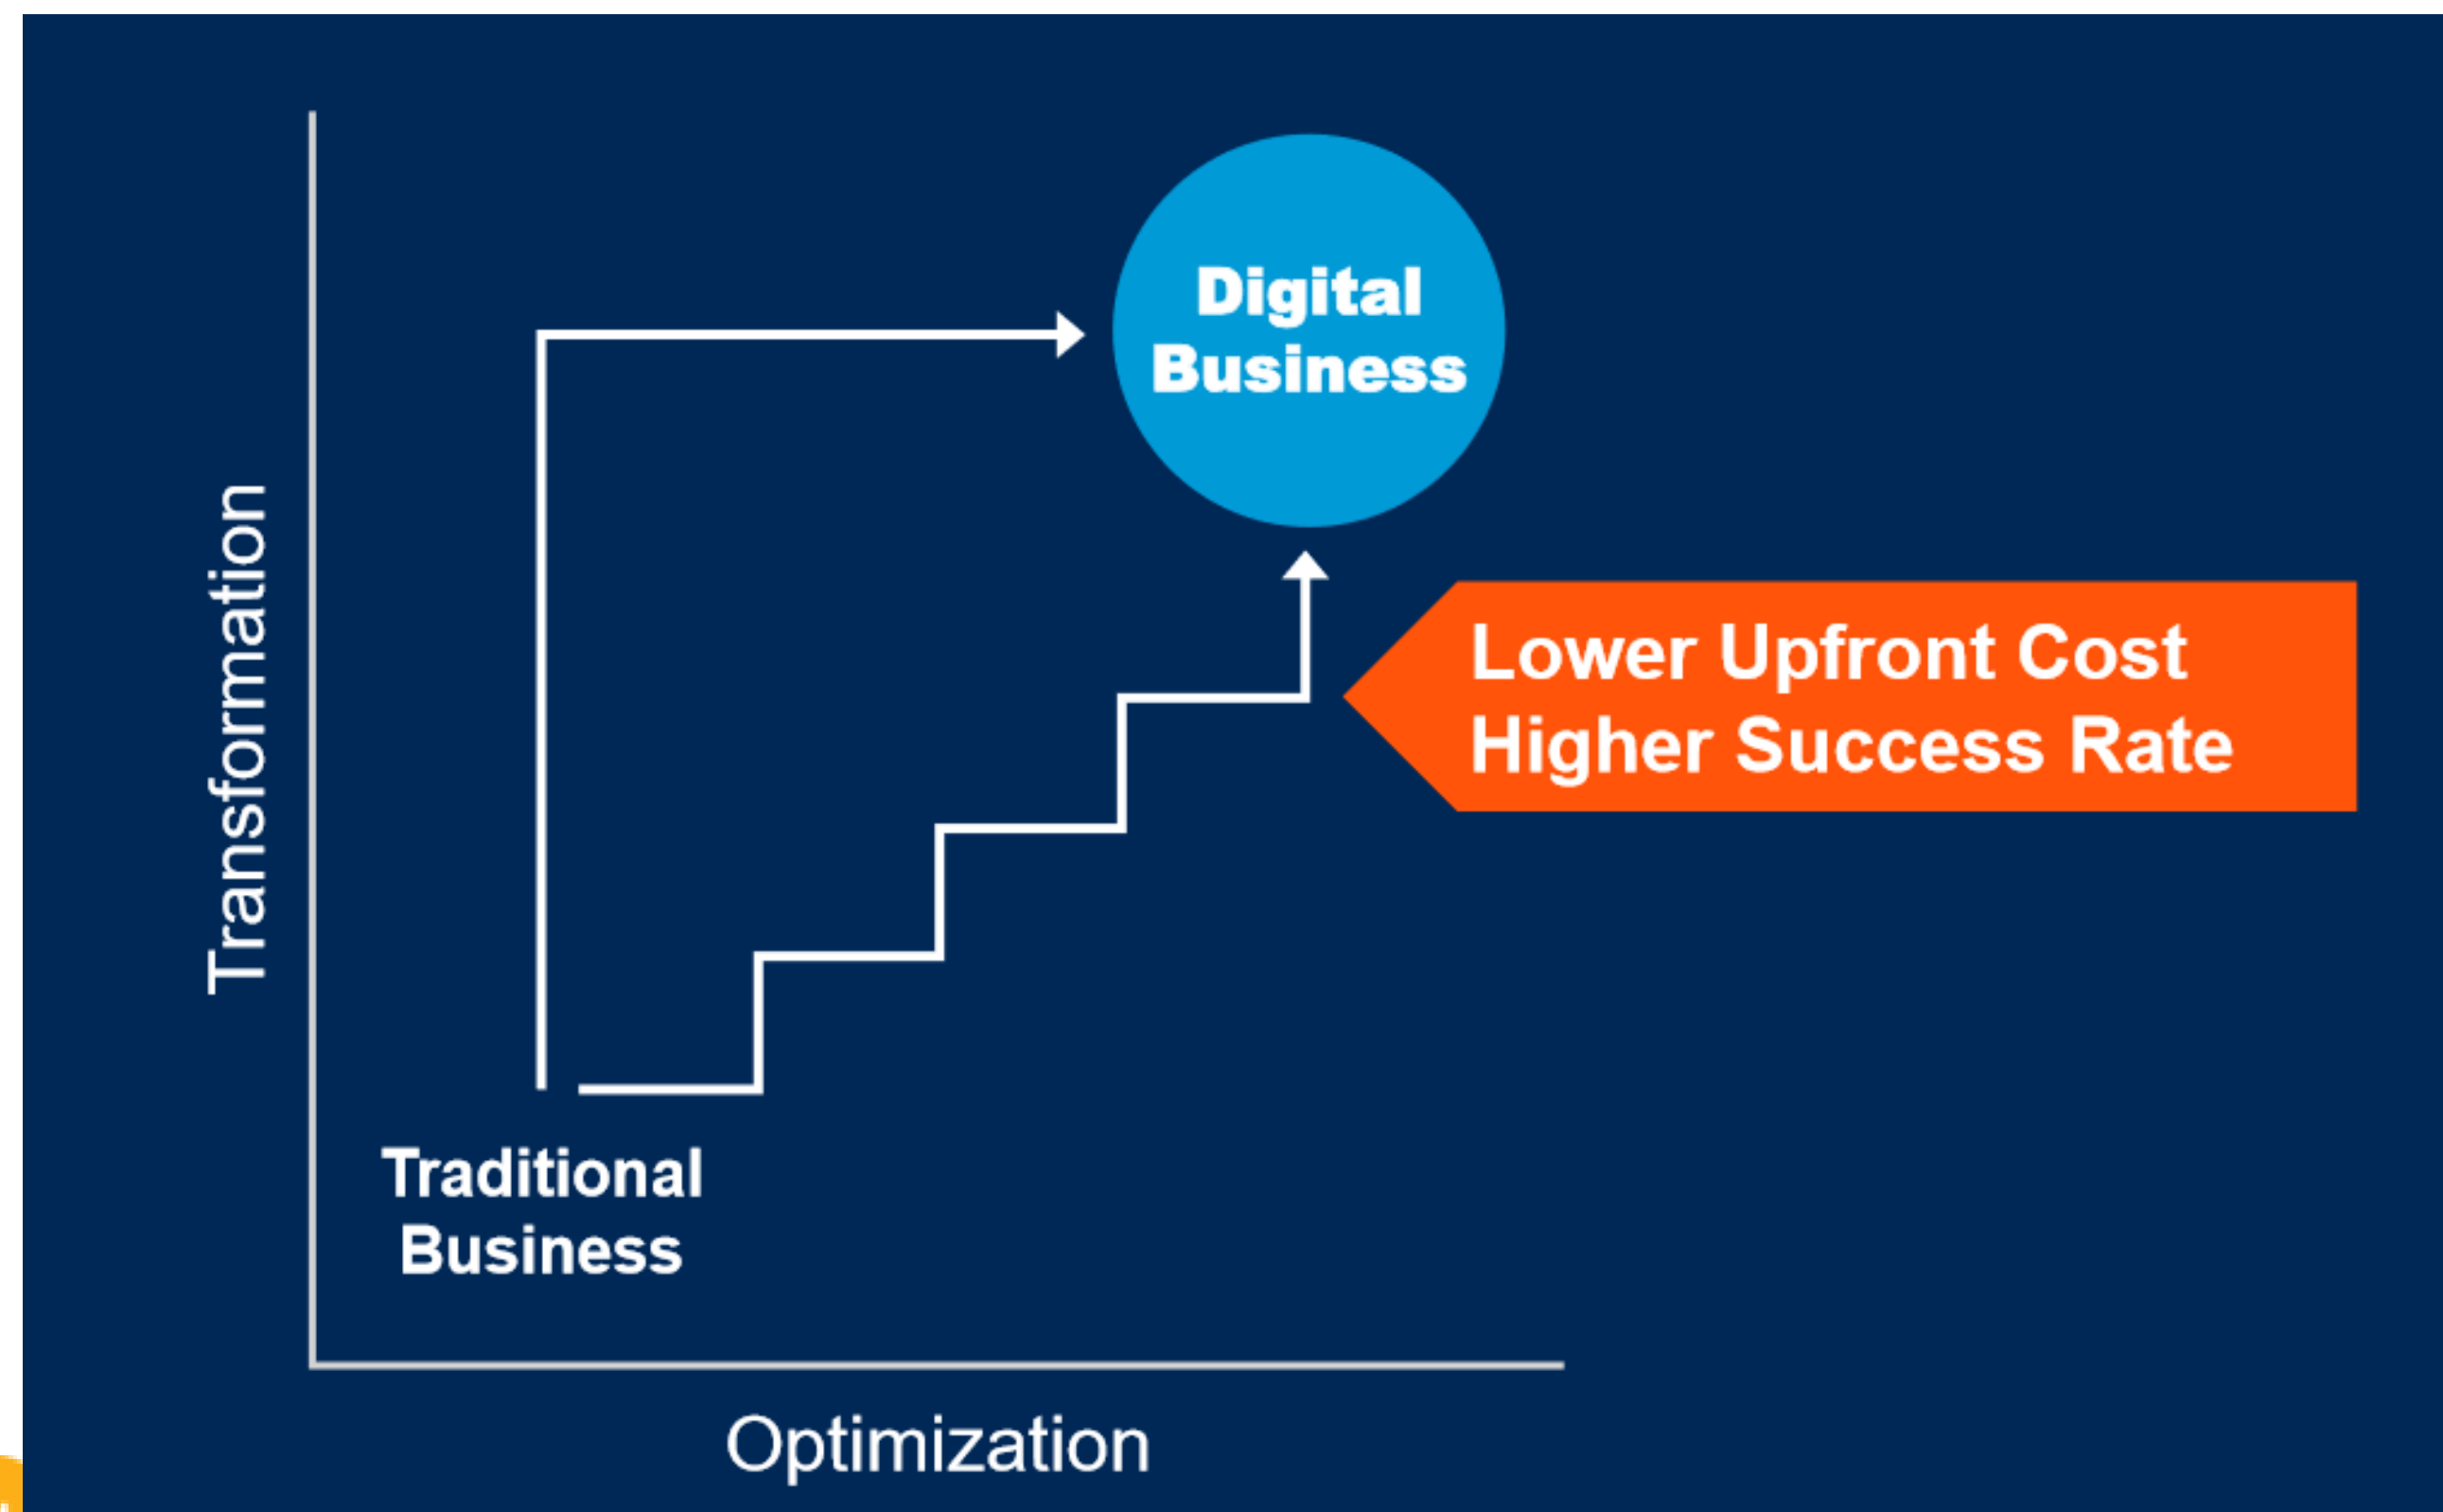 Digital
Business
Transformation
Lower Upfront Cost
Higher Success Rate
Traditional
Business
Optimization